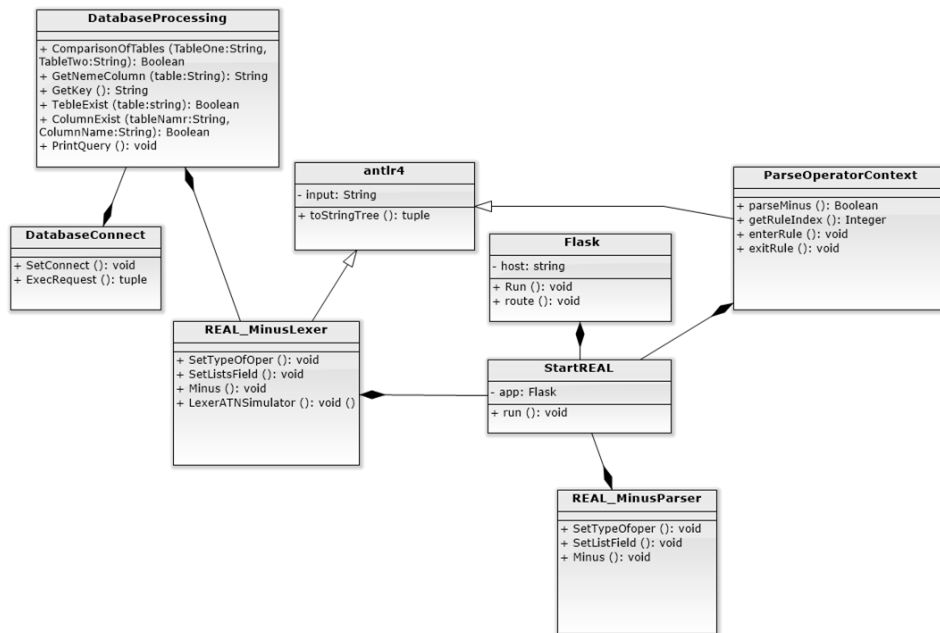 DatabaseProcessing
+ ComparisonOfTables (TableOne:String,
TableTwo:String): Boolean
+ GetNemeColumn (table:String): String
+ GetKey (): String
+ TebleExist (table:string): Boolean
+ ColumnExist (tableNamr:String,
ColumnName:String): Boolean
+ PrintQuery (): void
DatabaseConnect
+ SetConnect (): void
+ ExecRequest (): tuple
antlr4
- input: String
+ toStringTree (): tuple
ParseOperatorContext
+ parseMinus (): Boolean
+ getRuleIndex (): Integer
+ enterRule (): void
+ exitRule (): void
Flask
- host: string
+ Run (): void
+ route (): void
REAL_MinusLexer
+ SetTypeOfOper (): void
+ SetListsField (): void
+ Minus (): void
+ LexerATNSimulator (): void ()
StartREAL
- app: Flask
+ run (): void
REAL_MinusParser
+ SetTypeOfoper (): void
+ SetListField (): void
+ Minus (): void